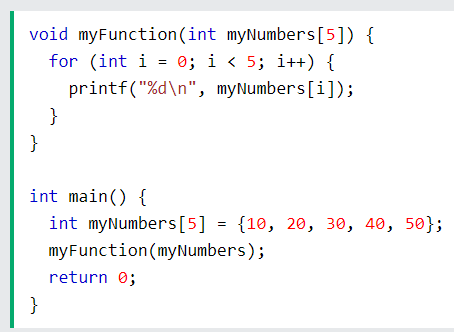 void myFunction(int myNumbers[5]) {
  for (int i = 0; i < 5; i++) {
    printf("%d\n", myNumbers[i]);
  }
}

int main() {
  int myNumbers[5] = {10, 20, 30, 40, 50};
  myFunction(myNumbers);
  return 0;
}